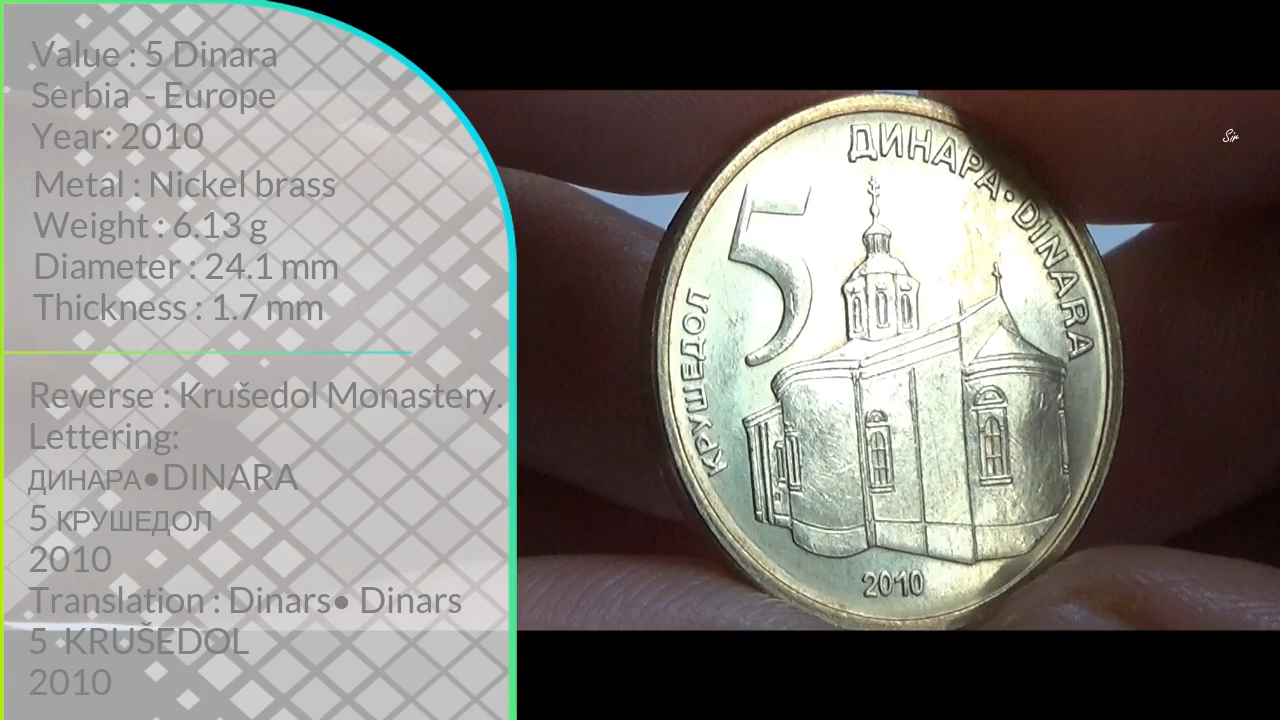 Value : 5 Dinara
Serbia - Europe
Year: 2010
Metal : Nickel brass
Weight : 6.13 g
Diameter : 24.1 mm
Thickness : 1.7 mm
Reverse : Krušedol Monastery.
Lettering:
ДИНАРА•DINARA
5 КРУШЕДОЛ
2010
Translation : Dinars• Dinars
5 KRUŠEDOL
2010
ДИНАРА•DINARA
5
КРУШЕДОЛ
2010
Sir